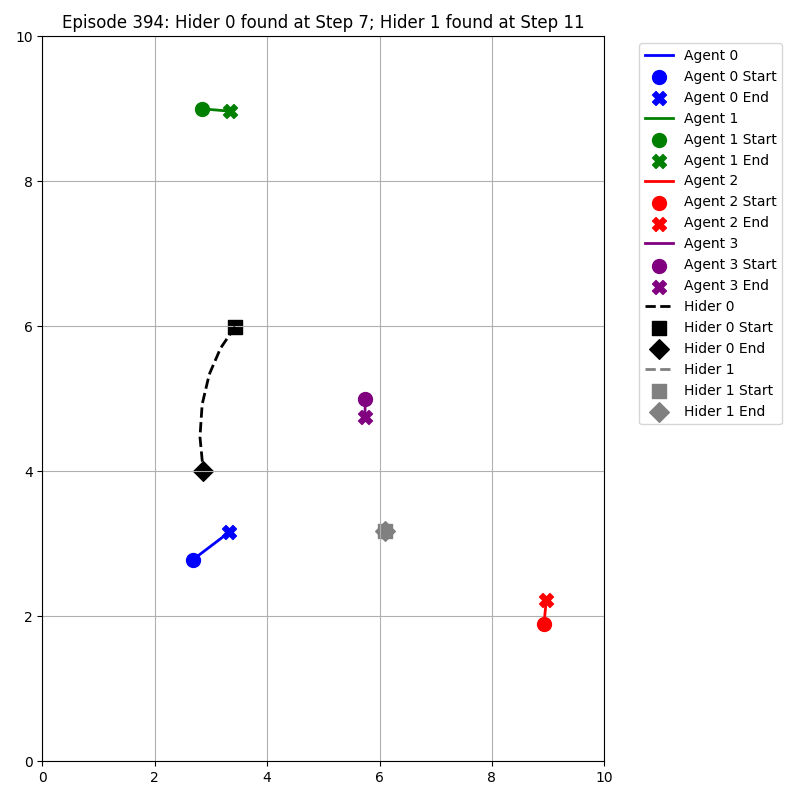 Episode 394: Hider 0 found at Step 7; Hider 1 found at Step 11
10
8
6
4
2
0
0 2 4 6 8 10
Agent 0
Agent 0 Start
Agent 0 End
Agent 1
Agent 1 Start
Agent 1 End
Agent 2
Agent 2 Start
Agent 2 End
Agent 3
Agent 3 Start
Agent 3 End
Hider 0
Hider 0 Start
Hider 0 End
Hider 1
Hider 1 Start
Hider 1 End